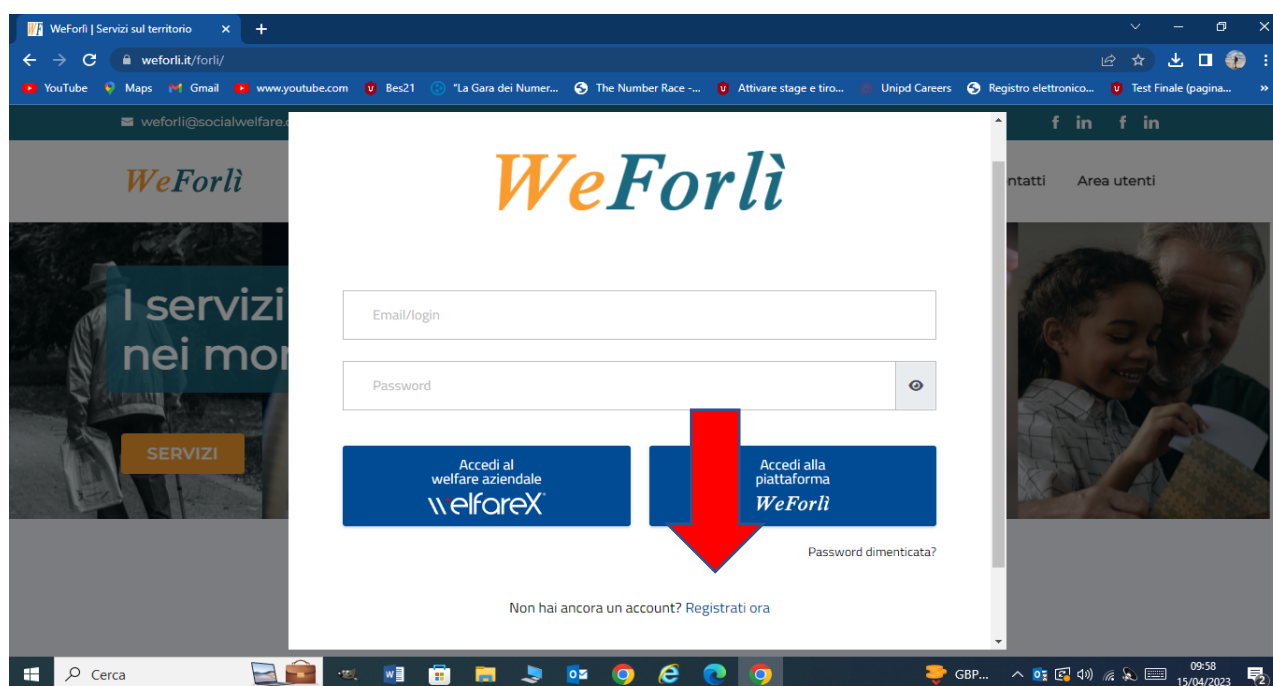 WeForlì | Servizi sul territorio
weforli.it/forli/
YouTube Maps Gmail www.youtube.com Bes21 "La Gara dei Numer... The Number Race -... Attivare stage e tiro... Unipd Careers Registro elettronico... Test Finale (pagina... »
weforli@socialwelfare.
f in f in
WeForlì
ntatti Area utenti
I servizi
nei mor
SERVIZI
WeForlì
Email/login
Password
Accedi al
welfare aziendale
welfareX
Accedi alla
piattaforma
WeForlì
Password dimenticata?
Non hai ancora un account? Registrati ora
Cerca
GBP...
09:58
15/04/2023
2